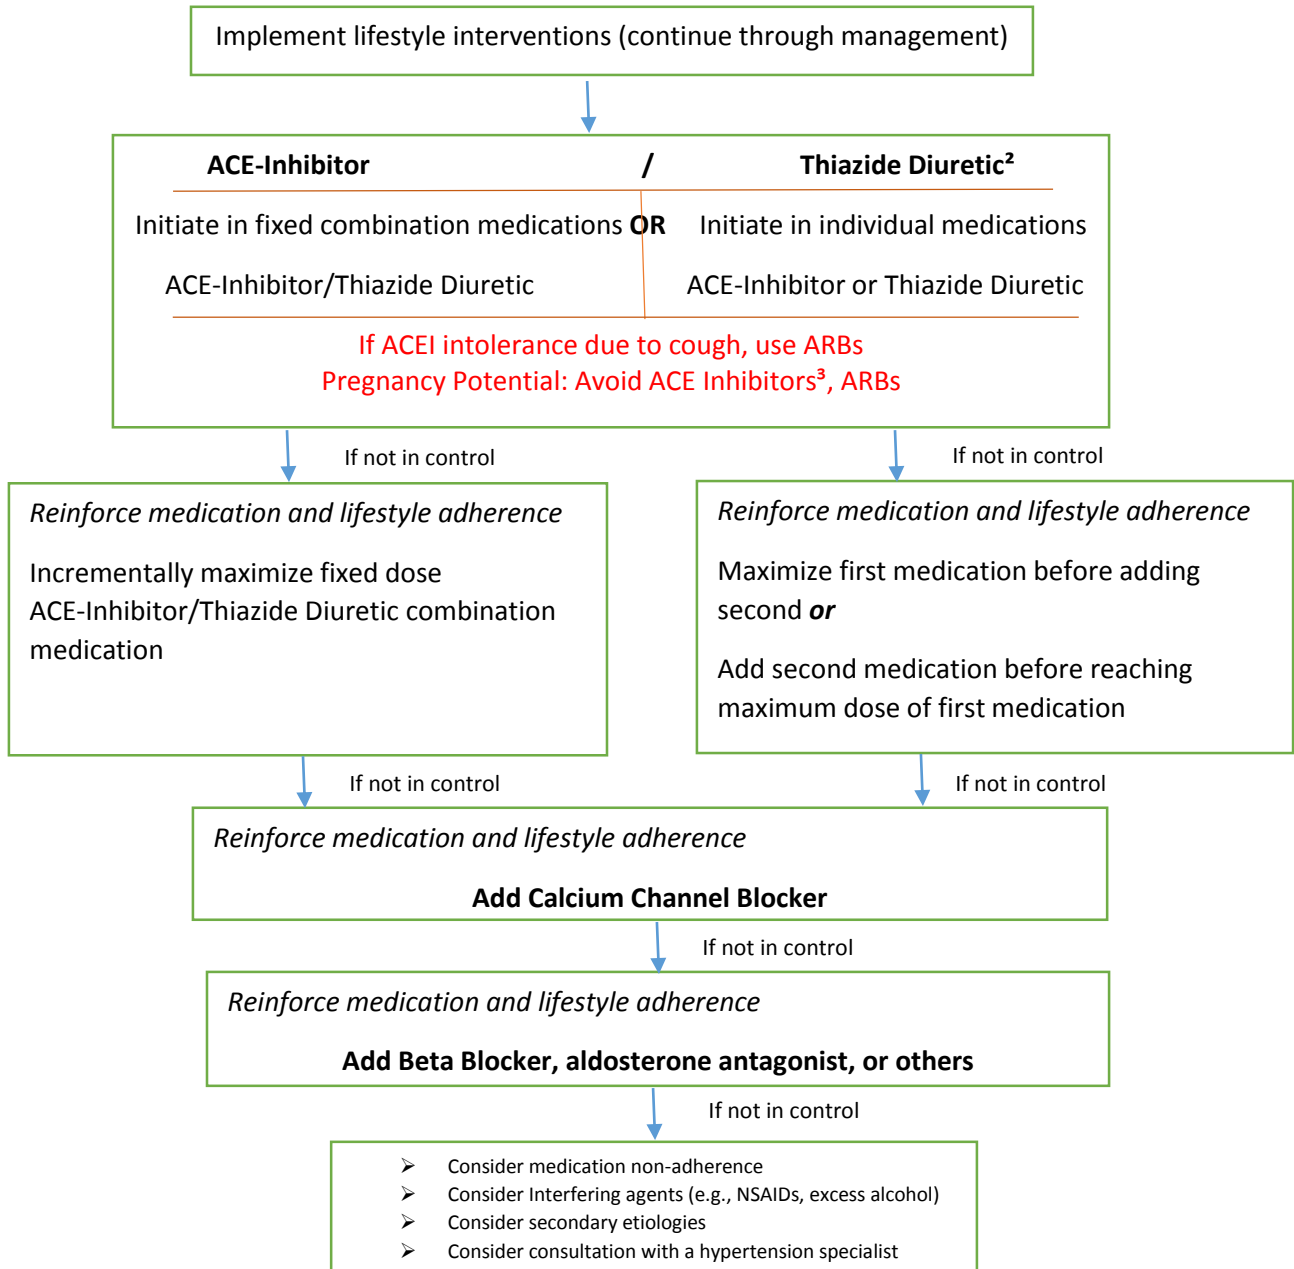 Implement lifestyle interventions (continue through management)
ACE-Inhibitor / Thiazide Diuretic²
Initiate in fixed combination medications OR Initiate in individual medications
ACE-Inhibitor/Thiazide Diuretic ACE-Inhibitor or Thiazide Diuretic
If ACEI intolerance due to cough, use ARBs
Pregnancy Potential: Avoid ACE Inhibitors³, ARBs
If not in control
Reinforce medication and lifestyle adherence
Incrementally maximize fixed dose
ACE-Inhibitor/Thiazide Diuretic combination
medication
If not in control
If not in control
Reinforce medication and lifestyle adherence
Maximize first medication before adding
second or
Add second medication before reaching
maximum dose of first medication
If not in control
Reinforce medication and lifestyle adherence
Add Calcium Channel Blocker
If not in control
Reinforce medication and lifestyle adherence
Add Beta Blocker, aldosterone antagonist, or others
If not in control
➢ Consider medication non-adherence
➢ Consider Interfering agents (e.g., NSAIDs, excess alcohol)
➢ Consider secondary etiologies
➢ Consider consultation with a hypertension specialist